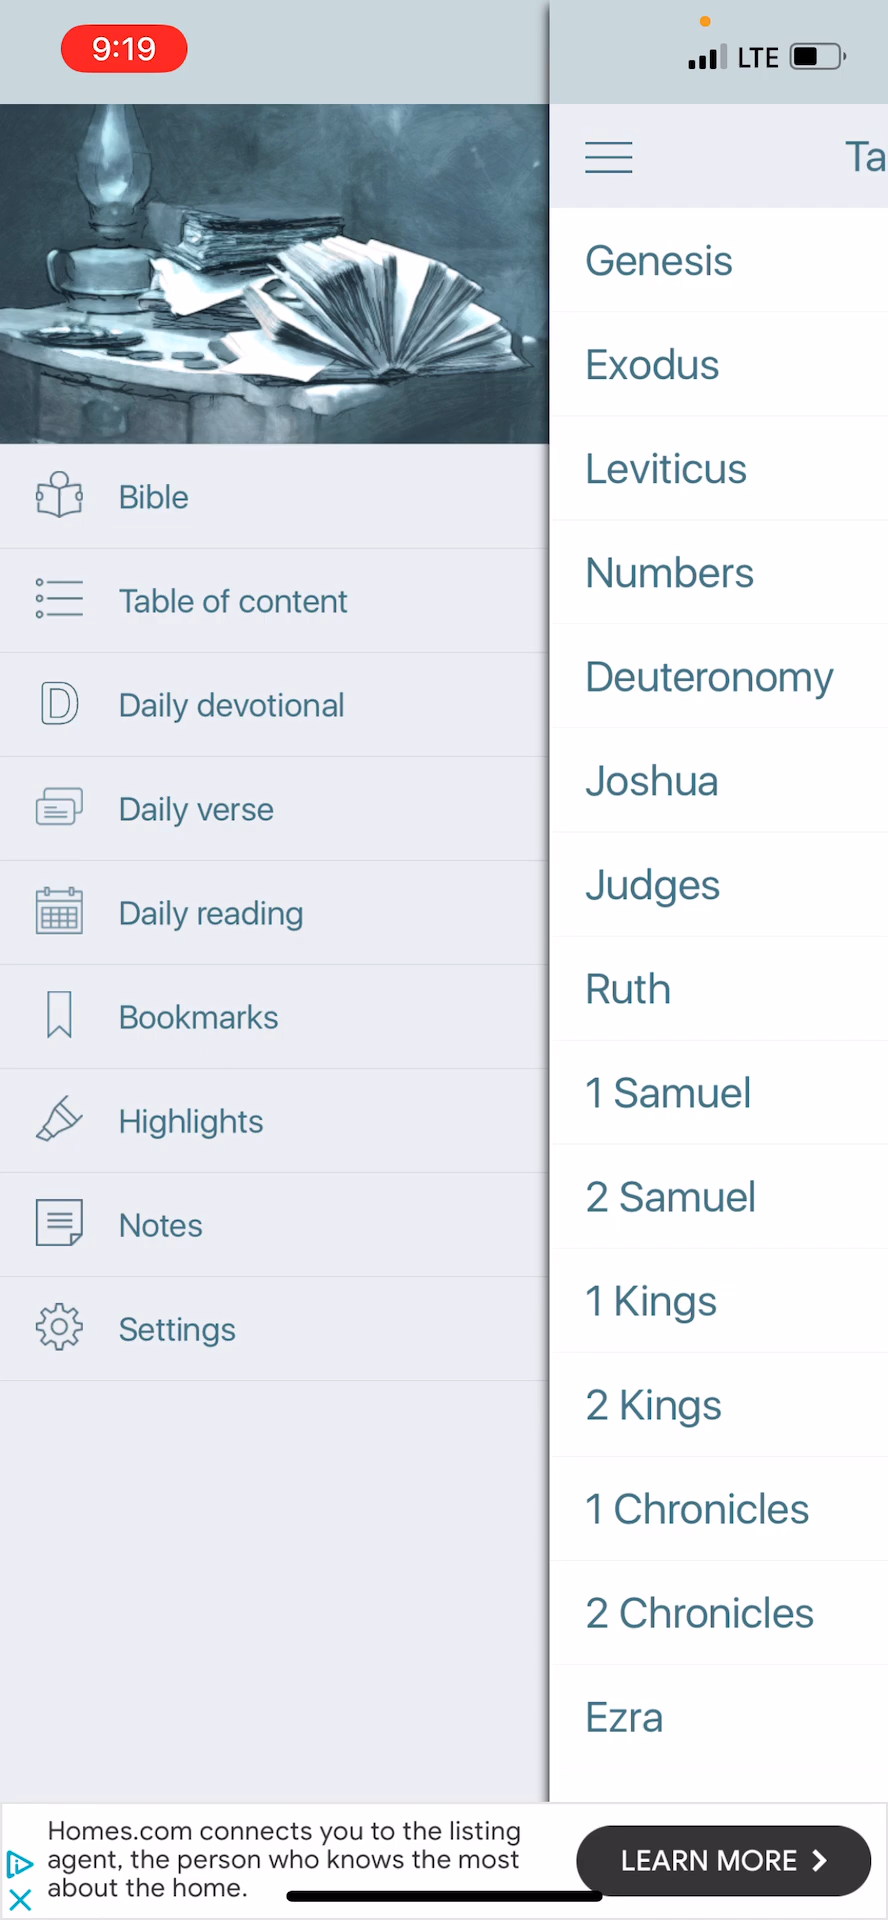 9:19
LTE
Bible
Table of content
Daily devotional
Daily verse
Daily reading
Bookmarks
Highlights
Notes
Settings
Ta
Genesis
Exodus
Leviticus
Numbers
Deuteronomy
Joshua
Judges
Ruth
1 Samuel
2 Samuel
1 Kings
2 Kings
1 Chronicles
2 Chronicles
Ezra
Homes.com connects you to the listing
agent, the person who knows the most
about the home.
LEARN MORE